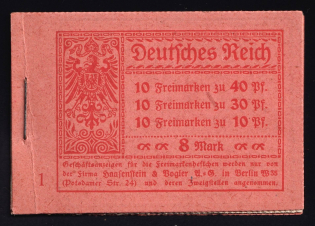 Deutsches Reich
10 Freimarken zu 40 Pf.
10 Freimarken zu 30 Pf.
10 Freimarken zu 10 Pf.
8 Mark
Geschäftsanzeigen für die Freimarkenheftchen werden nur von
der Firma Haasenstein & Vogler A=G. in Berlin W35
(Potsdamer Str. 24) und deren Zweigstellen angenommen.
1